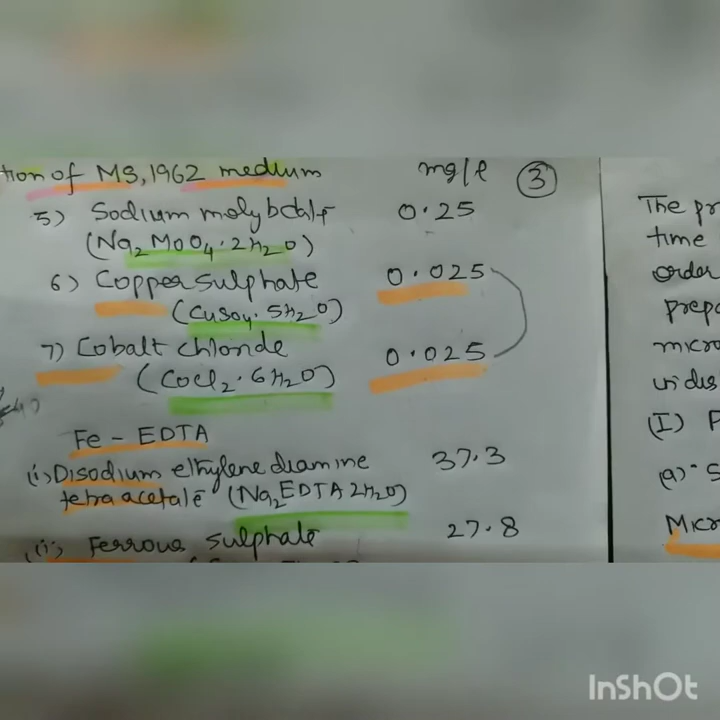 tion of MS, 1962 medium mg/l 3
5) Sodium molybdate 0.25
(Na2MoO4.2H2O)
6) Copper sulphate 0.025
(CuSO4.5H2O)
7) Cobalt chloride 0.025
(CoCl2.6H2O)
Fe - EDTA
(i) Disodium ethylene diamine 37.3
tetra acetate (Na2EDTA 2H2O)
(ii) Ferrous sulphate 27.8
The pr
time
order
prepa
micro
(I) P
(a) S
Micr
InShOt